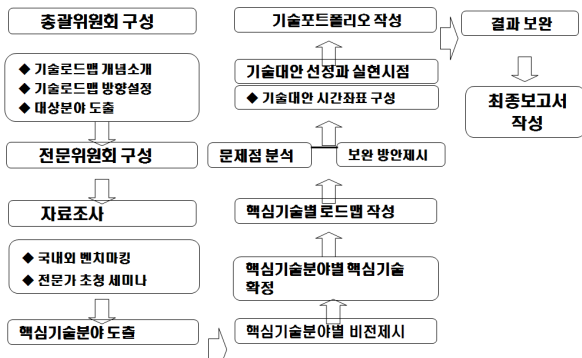 총괄위원회 구성
◆ 기술로드맵 개념소개
◆ 기술로드맵 방향설정
◆ 대상분야 도출
전문위원회 구성
자료조사
◆ 국내외 벤치마킹
◆ 전문가 초청 세미나
핵심기술분야 도출
핵심기술분야별 비전제시
핵심기술분야별 핵심기술
확정
핵심기술별 로드맵 작성
문제점 분석
보완 방안제시
기술대안 선정과 실현시점
◆ 기술대안 시간좌표 구성
기술포트폴리오 작성
결과 보완
최종보고서
작성